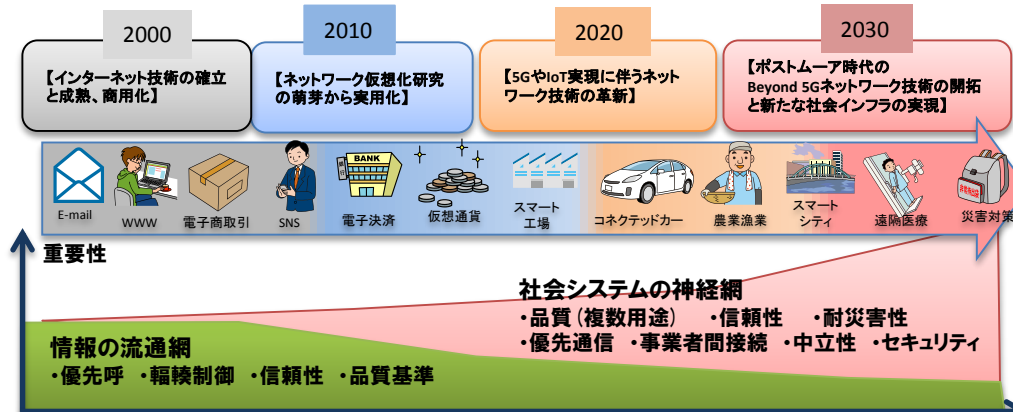 2000
2010
2020
2030
【インターネット技術の確立
と成熟、商用化】
【ネットワーク仮想化研究
の萌芽から実用化】
【5GやIoT実現に伴うネット
ワーク技術の革新】
【ポストムーア時代の
Beyond 5Gネットワーク技術の開拓
と新たな社会インフラの実現】
BANK
E-mail
WWW
電子商取引
SNS
電子決済
仮想通貨
スマート
工場
コネクテッドカー
農業漁業
スマート
シティ
遠隔医療
災害対策
重要性
社会システムの神経網
・品質（複数用途） ・信頼性 ・耐災害性
・優先通信 ・事業者間接続 ・中立性 ・セキュリティ
情報の流通網
・優先呼 ・輻輳制御 ・信頼性 ・品質基準